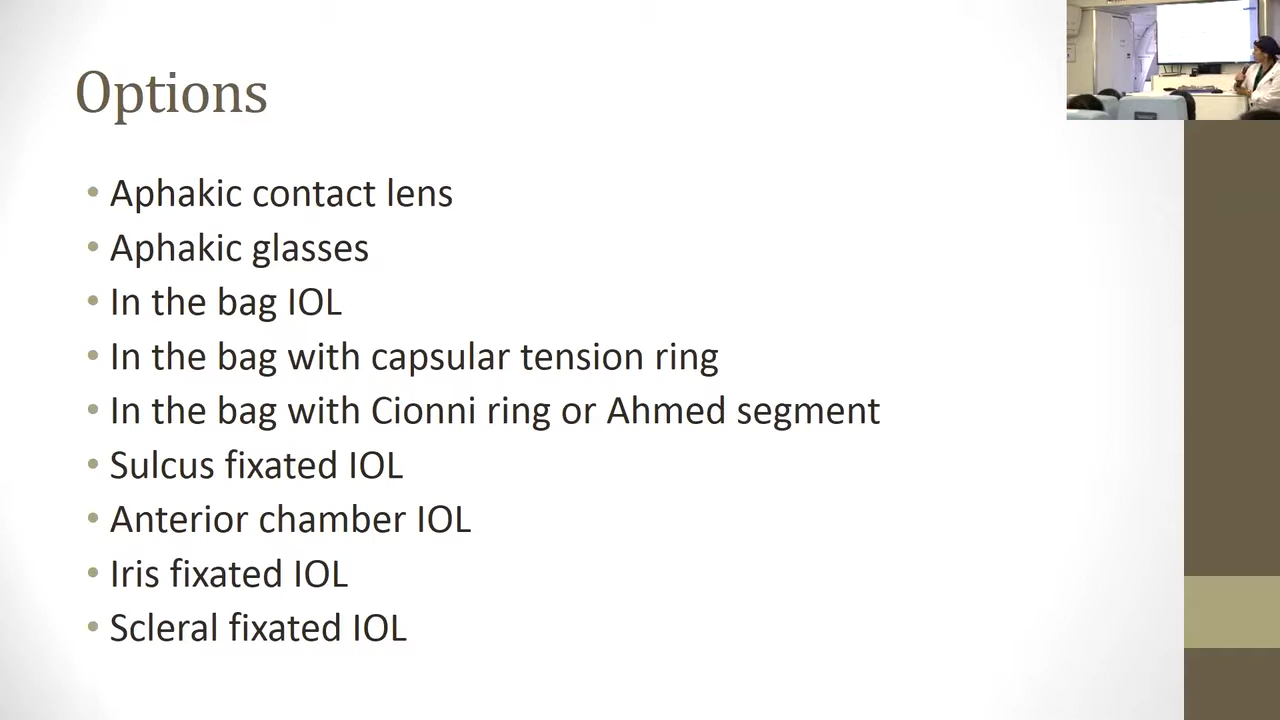 Options
• Aphakic contact lens
• Aphakic glasses
• In the bag IOL
• In the bag with capsular tension ring
• In the bag with Cionni ring or Ahmed segment
• Sulcus fixated IOL
• Anterior chamber IOL
• Iris fixated IOL
• Scleral fixated IOL